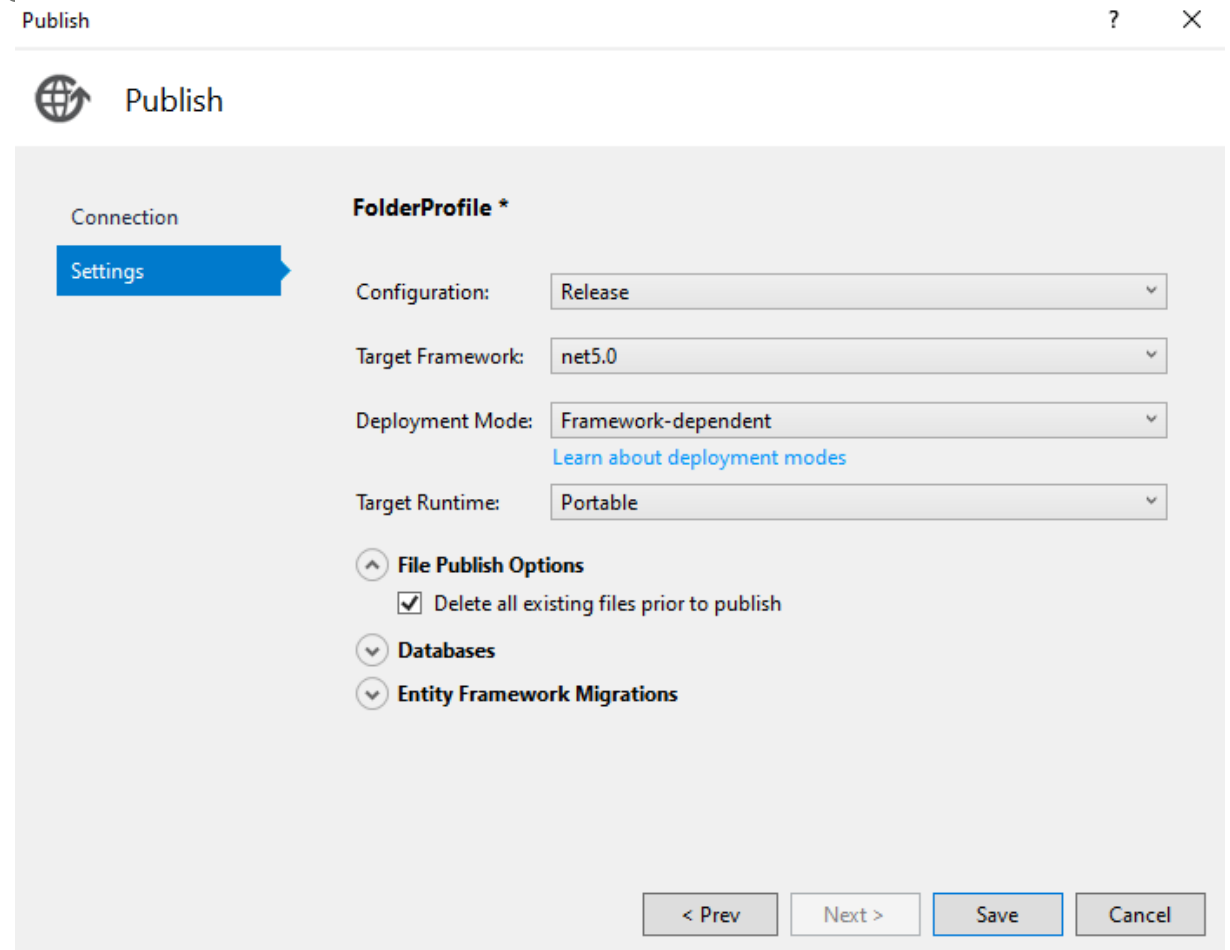 Publish
?
Publish
Connection
Settings
FolderProfile *
Configuration: Release
Target Framework: net5.0
Deployment Mode: Framework-dependent
Learn about deployment modes
Target Runtime: Portable
File Publish Options
Delete all existing files prior to publish
Databases
Entity Framework Migrations
< Prev Next > Save Cancel